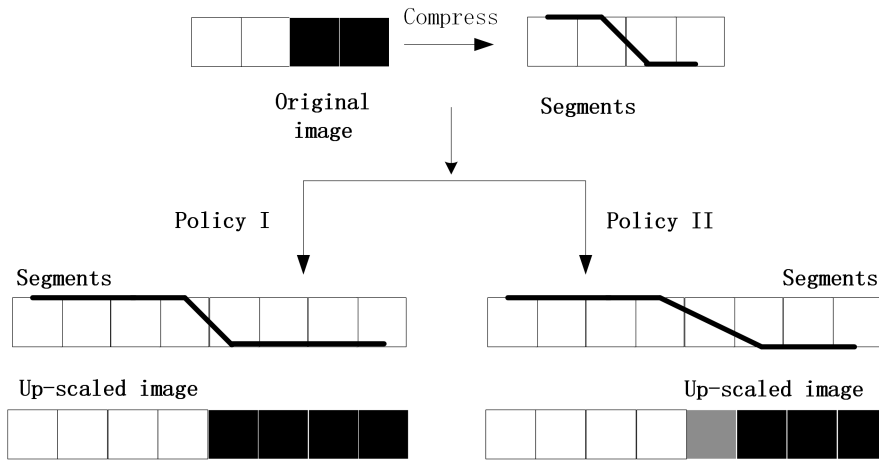 Compress
Original
image
Segments
Policy I
Policy II
Segments
Segments
Up-scaled image
Up-scaled image